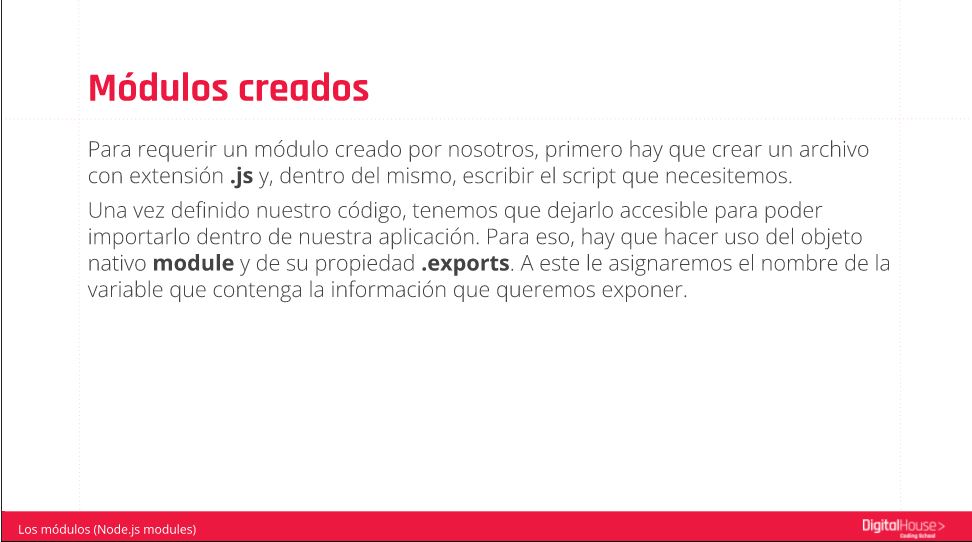 Módulos creados
Para requerir un módulo creado por nosotros, primero hay que crear un archivo
con extensión .js y, dentro del mismo, escribir el script que necesitemos.
Una vez definido nuestro código, tenemos que dejarlo accesible para poder
importarlo dentro de nuestra aplicación. Para eso, hay que hacer uso del objeto
nativo module y de su propiedad .exports. A este le asignaremos el nombre de la
variable que contenga la información que queremos exponer.
Los módulos (Node.js modules)
DigitalHouse>
Coding School